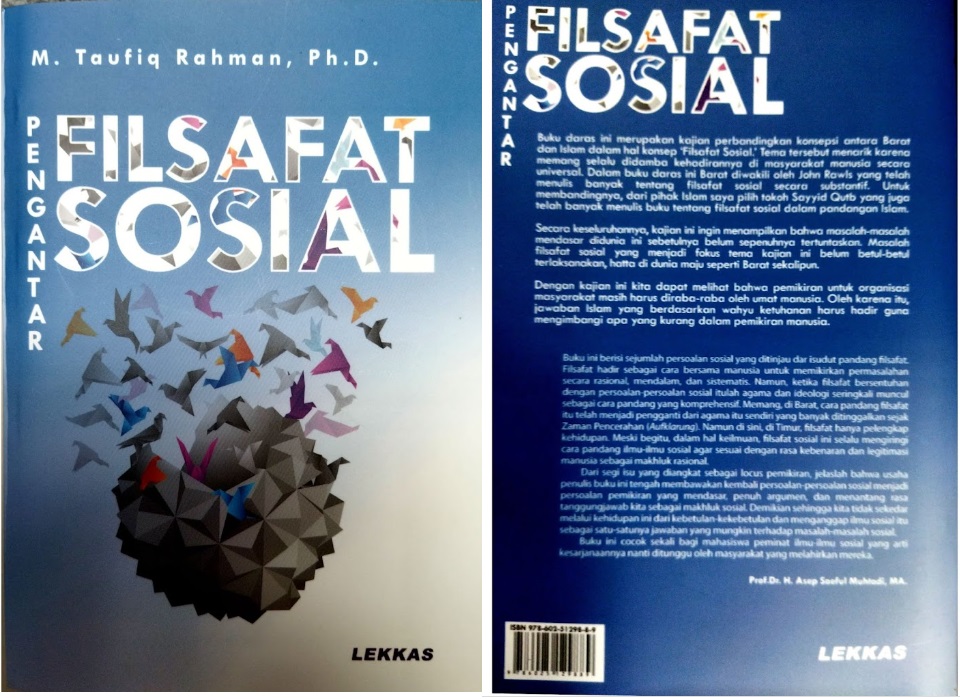 M. Taufiq Rahman, Ph.D.
PENGANTAR
FILSAFAT
SOSIAL
LEKKAS
PENGANTAR
FILSAFAT
SOSIAL
Buku daras ini merupakan kajian perbandingkan konsepsi antara Barat
dan Islam dalam hal konsep 'Filsafat Sosial.' Tema tersebut menarik karena
memang selalu didamba kehadirannya di masyarakat manusia secara
universal. Dalam buku daras ini Barat diwakili oleh John Rawls yang telah
menulis banyak tentang filsafat sosial secara substantif. Untuk
membandingnya, dari pihak Islam saya pilih tokoh Sayyid Qutb yang juga
telah banyak menulis buku tentang filsafat sosial dalam pandangan Islam.
Secara keseluruhannya, kajian ini ingin menampilkan bahwa masalah-masalah
mendasar didunia ini sebetulnya belum sepenuhnya tertuntaskan. Masalah
filsafat sosial yang menjadi fokus tema kajian ini belum betul-betul
terlaksanakan, hatta di dunia maju seperti Barat sekalipun.
Dengan kajian ini kita dapat melihat bahwa pemikiran untuk organisasi
masyarakat masih harus diraba-raba oleh umat manusia. Oleh karena itu,
jawaban Islam yang berdasarkan wahyu ketuhanan harus hadir guna
mengimbangi apa yang kurang dalam pemikiran manusia.
Buku ini berisi sejumlah persoalan sosial yang ditinjau dar isudut pandang filsafat.
Filsafat hadir sebagai cara bersama manusia untuk memikirkan permasalahan
secara rasional, mendalam, dan sistematis. Namun, ketika filsafat bersentuhan
dengan persoalan-persoalan sosial itulah agama dan ideologi seringkali muncul
sebagai cara pandang yang komprehensif. Memang, di Barat, cara pandang filsafat
itu telah menjadi pengganti dari agama itu sendiri yang banyak ditinggalkan sejak
Zaman Pencerahan (Aufklarung). Namun di sini, di Timur, filsafat hanya pelengkap
kehidupan. Meski begitu, dalam hal keilmuan, filsafat sosial ini selalu mengiringi
cara pandang ilmu-ilmu sosial agar sesuai dengan rasa kebenaran dan legitimasi
manusia sebagai makhluk rasional.
Dari segi isu yang diangkat sebagai locus pemikiran, jelaslah bahwa usaha
penulis buku ini tengah membawakan kembali persoalan-persoalan sosial menjadi
persoalan pemikiran yang mendasar, penuh argumen, dan menantang rasa
tanggungjawab kita sebagai makhluk sosial. Demikian sehingga kita tidak sekedar
melalui kehidupan ini dari kebetulan-kekebetulan dan menganggap ilmu sosial itu
sebagai satu-satunya jawaban yang mungkin terhadap masalah-masalah sosial.
Buku ini cocok sekali bagi mahasiswa peminat ilmu-ilmu sosial yang arti
kesarjanaannya nanti ditunggu oleh masyarakat yang melahirkan mereka.
Prof.Dr. H. Asep Saeful Muhtadi, MA.
ISBN 978-602-51298-8-9
LEKKAS